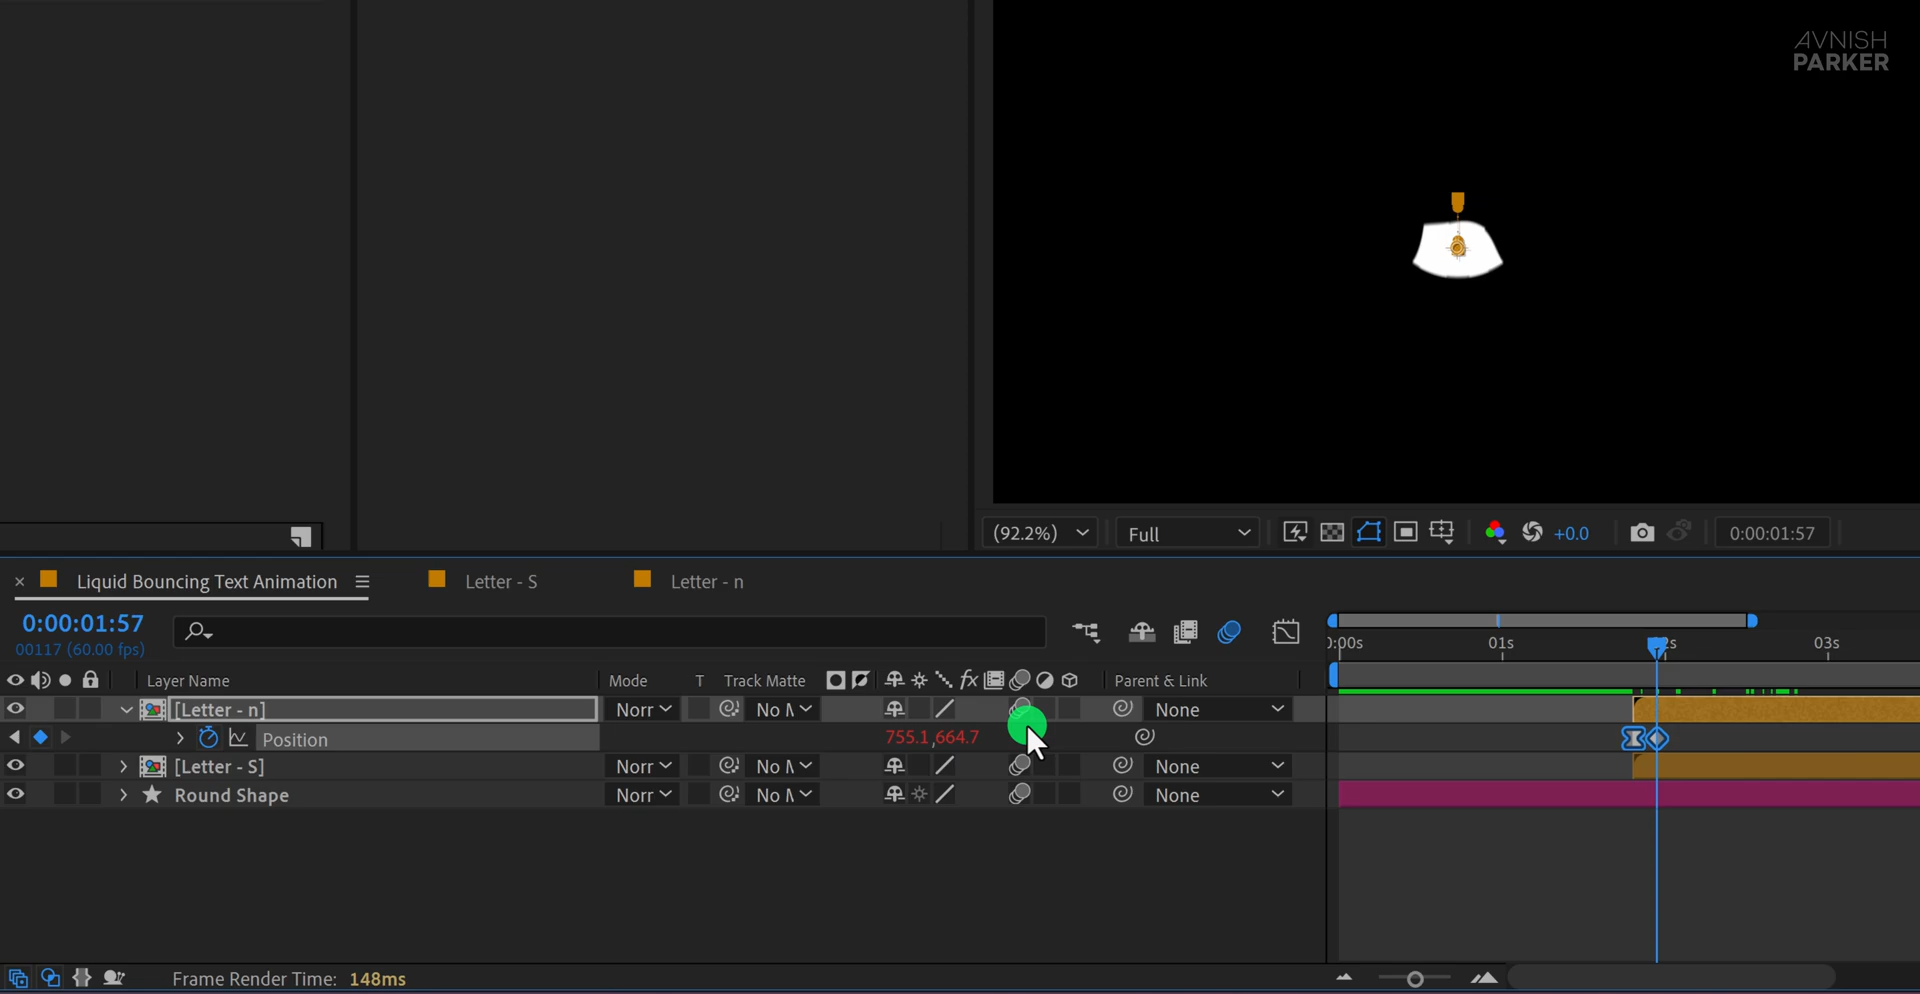 AVNISH
PARKER
(92.2%)
Full
+0.0
0:00:01:57
Liquid Bouncing Text Animation
Letter - S
Letter - n
0:00:01:57
00117 (60.00 fps)
01s
03s
Layer Name
Mode
T
Track Matte
fx
Parent & Link
[Letter - n]
Norr
No
None
Position
755.1,664.7
[Letter - S]
Norr
No
None
Round Shape
Norr
No
None
Frame Render Time: 148ms